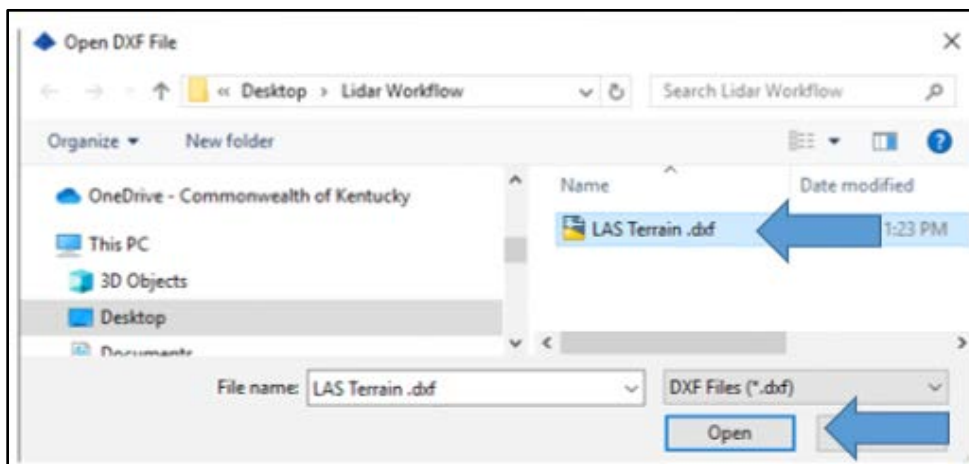 Open DXF File
« Desktop › Lidar Workflow
Search Lidar Workflow
Organize
New folder
OneDrive - Commonwealth of Kentucky
This PC
3D Objects
Desktop
Documents
Name
Date modified
LAS Terrain .dxf
1:23 PM
File name: LAS Terrain .dxf
DXF Files (*.dxf)
Open